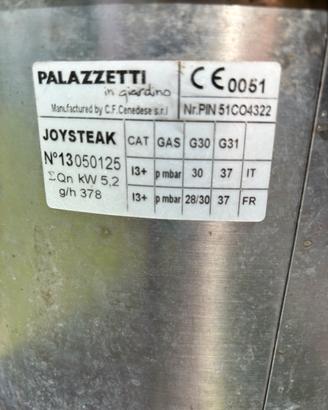 PALAZZETTI
in giardino
Manufactured by C.F. Cenedese s.r.l
CE 0051
Nr.PIN 51CO4322
JOYSTEAK
N°13050125
ΣQn kW 5,2
g/h 378
CAT GAS G30 G31
I3+ p mbar 30 37 IT
I3+ p mbar 28/30 37 FR